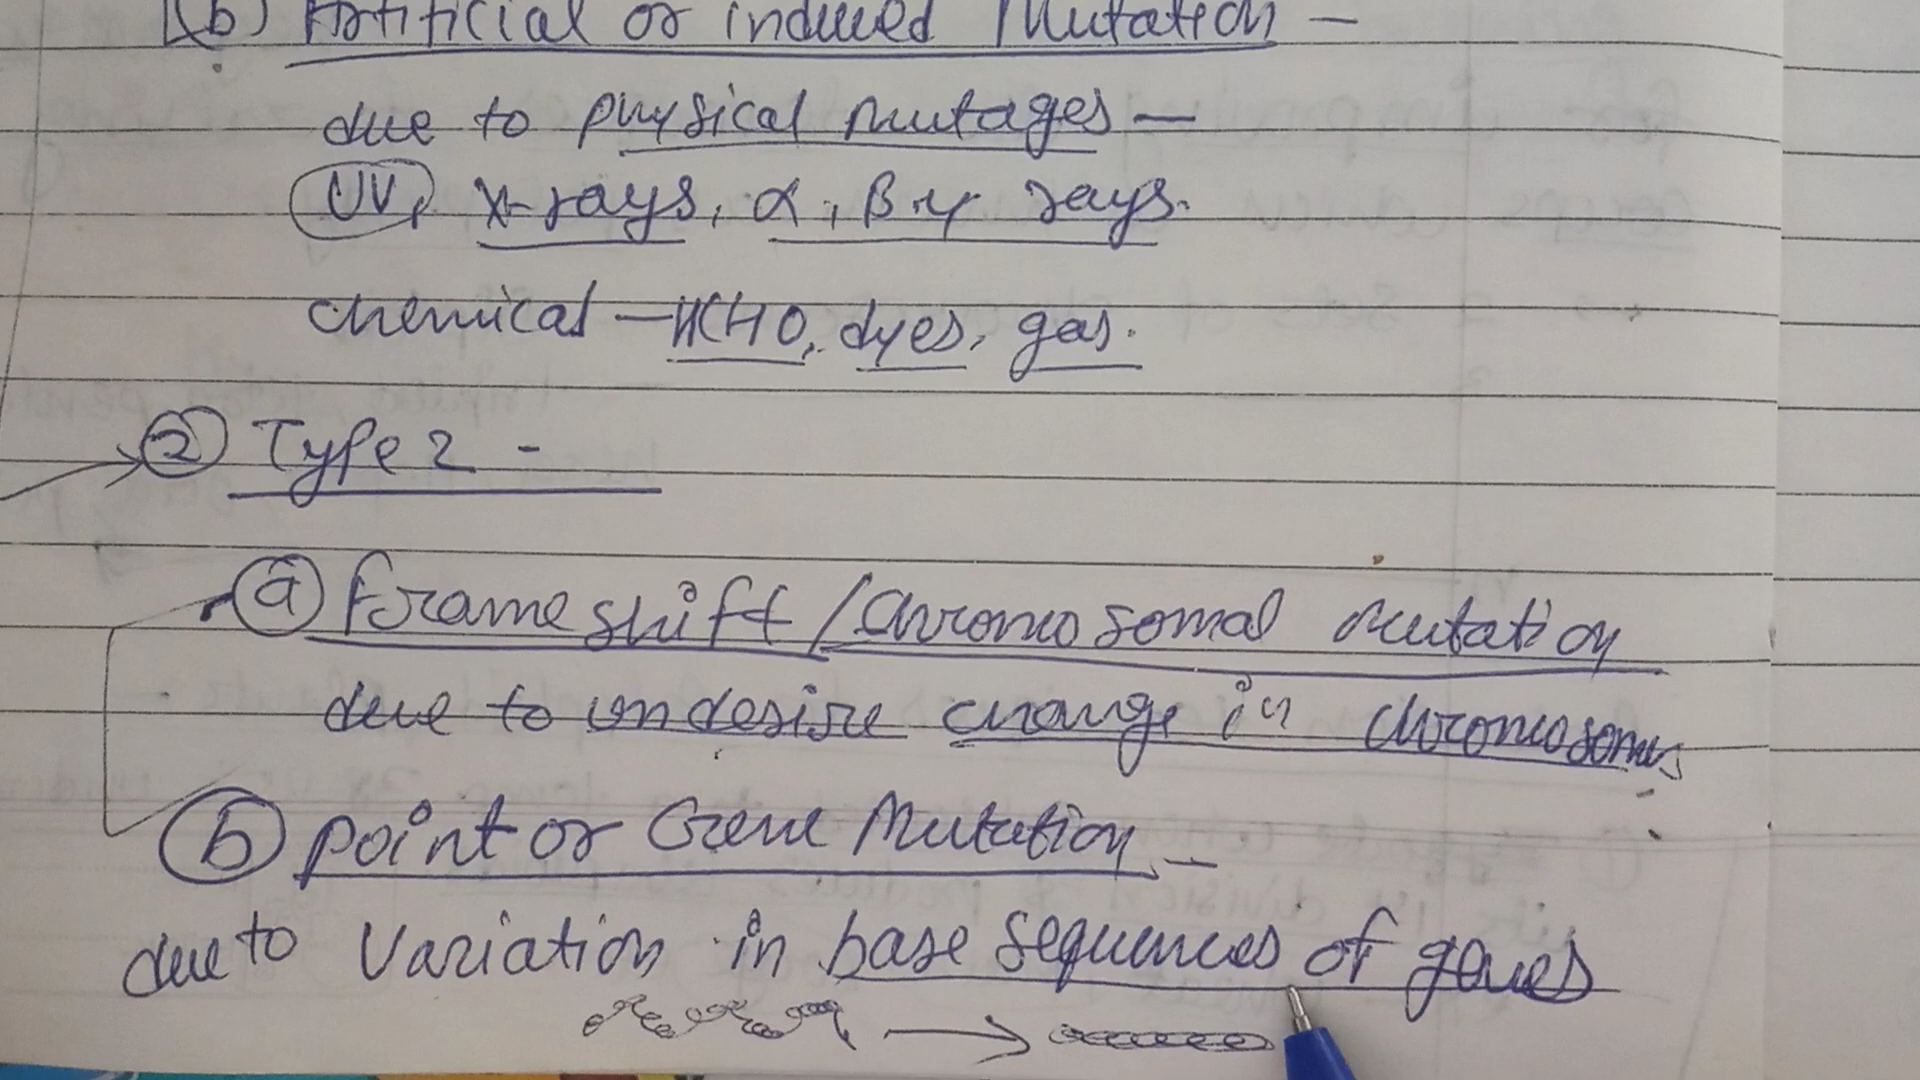 (b) Artificial or induced Mutation –
due to physical mutages –
UV, X-rays, α, β, γ rays.
chemical – HCHO, dyes, gas.
② Type 2 -
ⓐ frameshift / Chromosomal mutation
due to undesire change in chromosomes
ⓑ point or Gene Mutation –
due to Variation in base sequences of genes